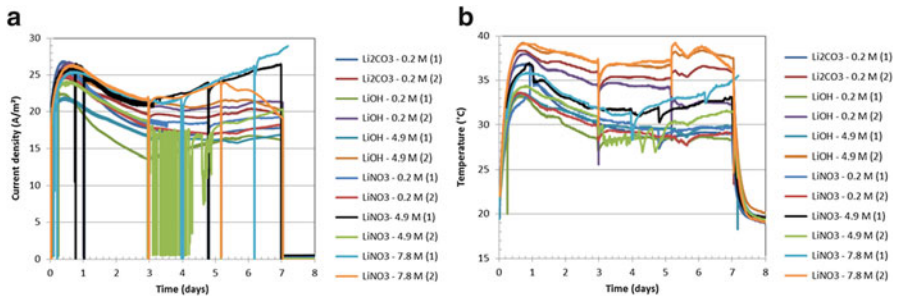 a
Current density (A/m²)
30
25
20
15
10
5
0
0 1 2 3 4 5 6 7 8
Time (days)
Li2CO3 - 0.2 M (1)
Li2CO3 - 0.2 M (2)
LiOH - 0.2 M (1)
LiOH - 0.2 M (2)
LiOH - 4.9 M (1)
LiOH - 4.9 M (2)
LiNO3 - 0.2 M (1)
LiNO3 - 0.2 M (2)
LiNO3- 4.9 M (1)
LiNO3 - 4.9 M (2)
LiNO3 - 7.8 M (1)
LiNO3 - 7.8 M (2)
b
Temperature (°C)
40
35
30
25
20
15
0 1 2 3 4 5 6 7 8
Time (days)
Li2CO3 - 0.2 M (1)
Li2CO3 - 0.2 M (2)
LiOH - 0.2 M (1)
LiOH - 0.2 M (2)
LiOH - 4.9 M (1)
LiOH - 4.9 M (2)
LiNO3 - 0.2 M (1)
LiNO3 - 0.2 M (2)
LiNO3- 4.9 M (1)
LiNO3 - 4.9 M (2)
LiNO3 - 7.8 M (1)
LiNO3 - 7.8 M (2)